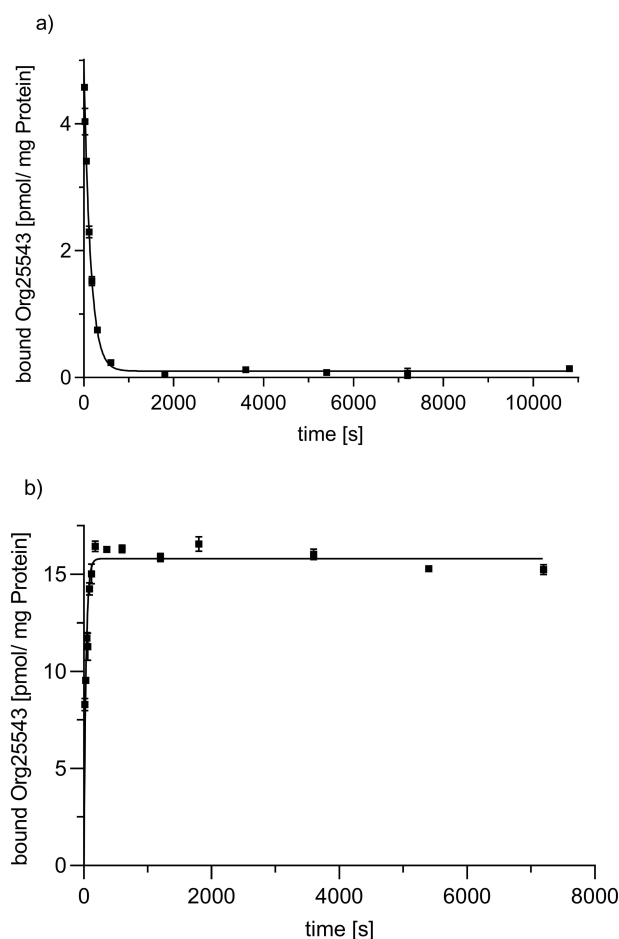 a)
bound Org25543 [pmol/ mg Protein]
4
2
0
0 2000 4000 6000 8000 10000
time [s]
b)
bound Org25543 [pmol/ mg Protein]
15
10
5
0
0 2000 4000 6000 8000
time [s]